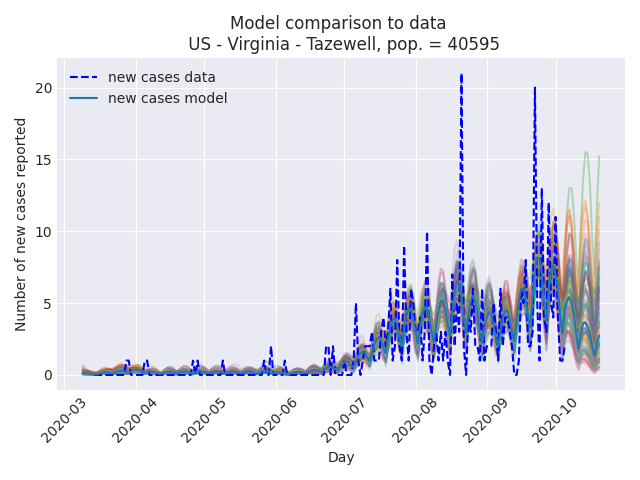 Model comparison to data
US - Virginia - Tazewell, pop. = 40595
new cases data
new cases model
Number of new cases reported
20
15
10
5
0
2020-03
2020-04
2020-05
2020-06
2020-07
2020-08
2020-09
2020-10
Day